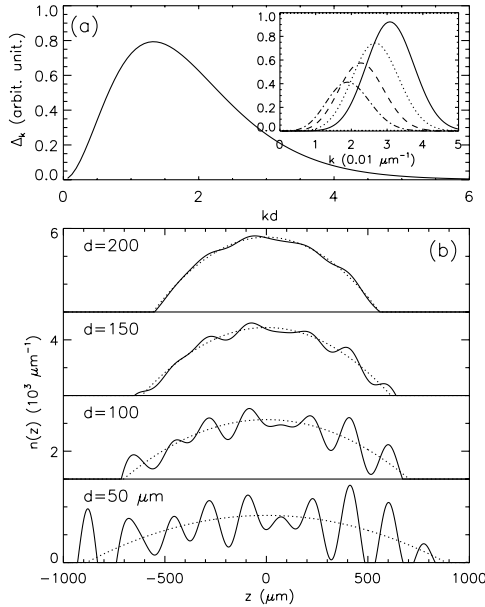 (a)
Δk (arbit. unit.)
1.0
0.8
0.6
0.4
0.2
0.0
0 2 4 6
kd
1.0
0.8
0.6
0.4
0.2
0.0
0 1 2 3 4 5
k (0.01 μm⁻¹)
(b)
n(z) (10³ μm⁻¹)
6
4
2
0
d=200
d=150
d=100
d=50 μm
−1000 −500 0 500 1000
z (μm)